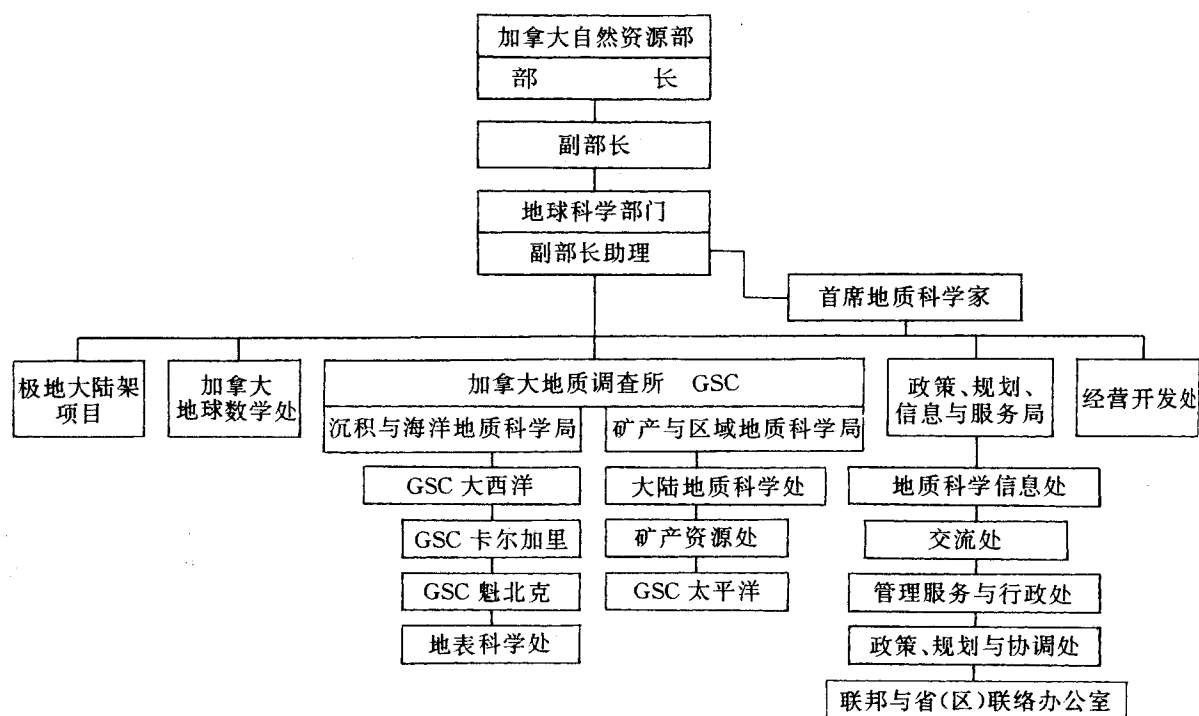 加拿大自然资源部
部 长
副部长
地球科学部门
副部长助理
首席地质科学家
极地大陆架
项目
加拿大
地球数学处
加拿大地质调查所 GSC
沉积与海洋地质科学局
矿产与区域地质科学局
政策、规划、
信息与服务局
经营开发处
GSC 大西洋
GSC 卡尔加里
GSC 魁北克
地表科学处
大陆地质科学处
矿产资源处
GSC 太平洋
地质科学信息处
交流处
管理服务与行政处
政策、规划与协调处
联邦与省(区)联络办公室